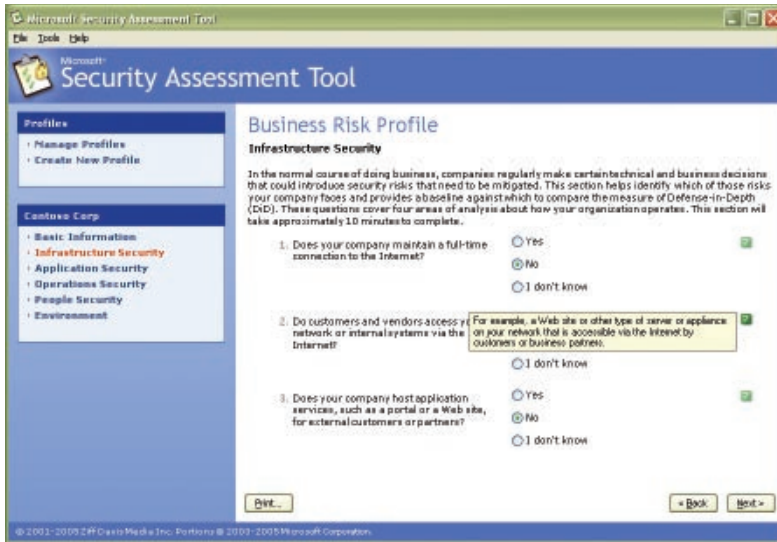 Microsoft Security Assessment Tool
File Tools Help
Microsoft
Security Assessment Tool
Profiles
Manage Profiles
Create New Profile
Contoso Corp
Basic Information
Infrastructure Security
Application Security
Operations Security
People Security
Environment
Business Risk Profile
Infrastructure Security
In the normal course of doing business, companies regularly make certain technical and business decisions
that could introduce security risks that need to be mitigated. This section helps identify which of those risks
your company faces and provides a baseline against which to compare the measure of Defense-in-Depth
(DiD). These questions cover four areas of analysis about how your organization operates. This section will
take approximately 10 minutes to complete.
1. Does your company maintain a full-time
connection to the Internet?
Yes
No
I don't know
2. Do customers and vendors access y
network or internal systems via the
Internet?
For example, a Web site or other type of server or appliance
on your network that is accessible via the Internet by
customers or business partners.
I don't know
3. Does your company host application
services, such as a portal or a Web site,
for external customers or partners?
Yes
No
I don't know
Print...
< Back
Next >
© 2001-2005 Ziff Davis Media Inc. Portions © 2003-2005 Microsoft Corporation.